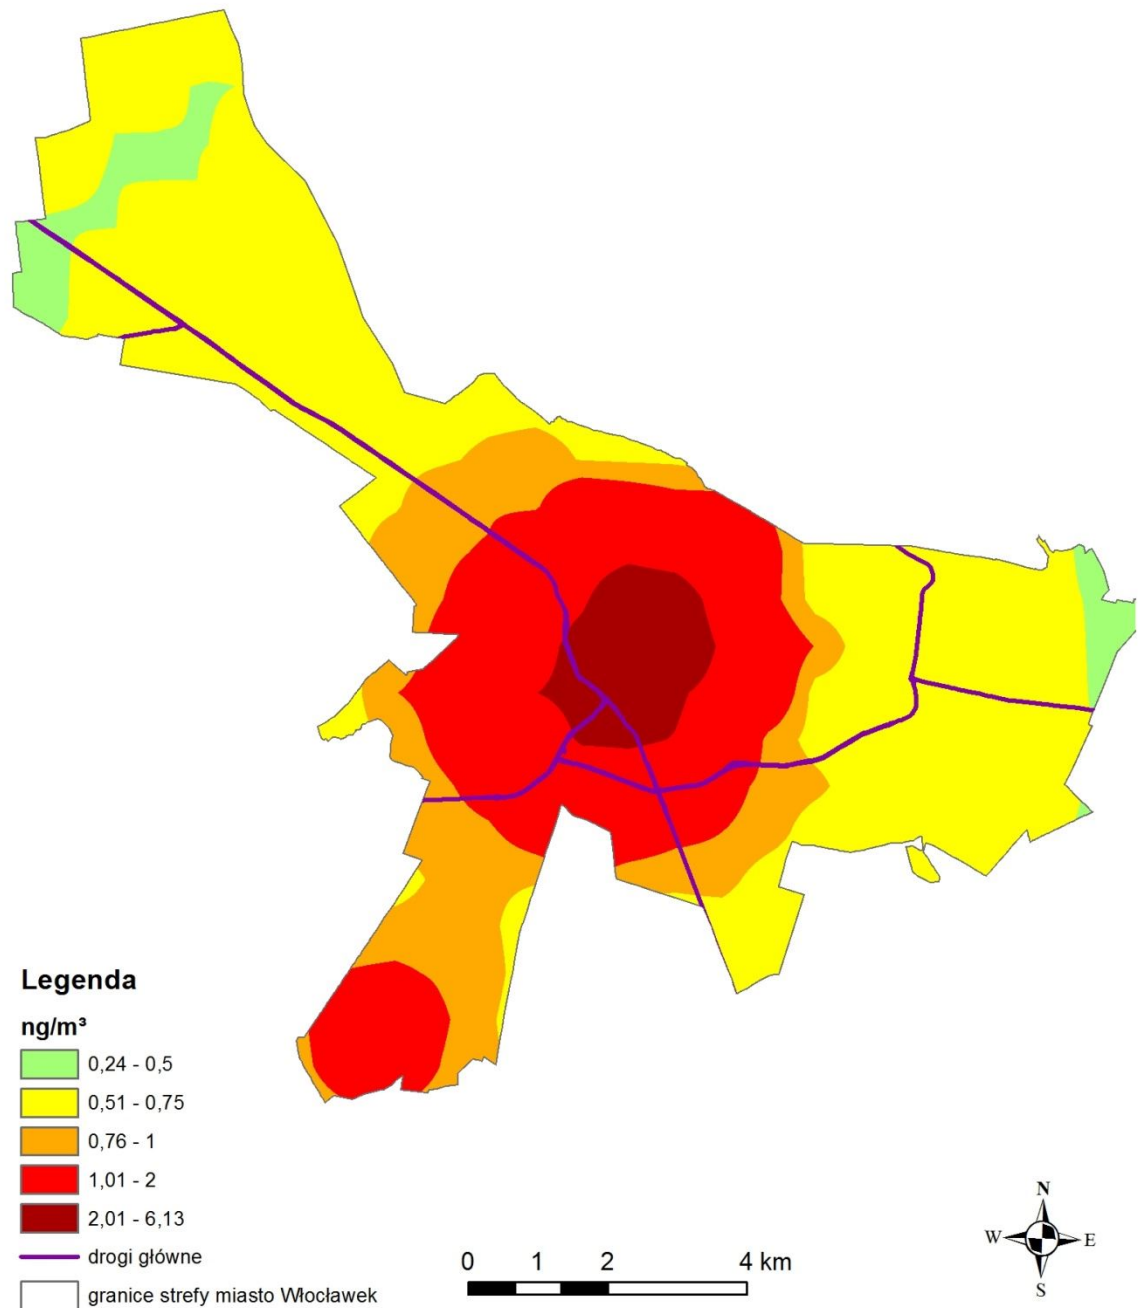 Legenda
ng/m³
0,24 - 0,5
0,51 - 0,75
0,76 - 1
1,01 - 2
2,01 - 6,13
drogi główne
granice strefy miasto Włocławek
0 1 2 4 km
N
W E
S